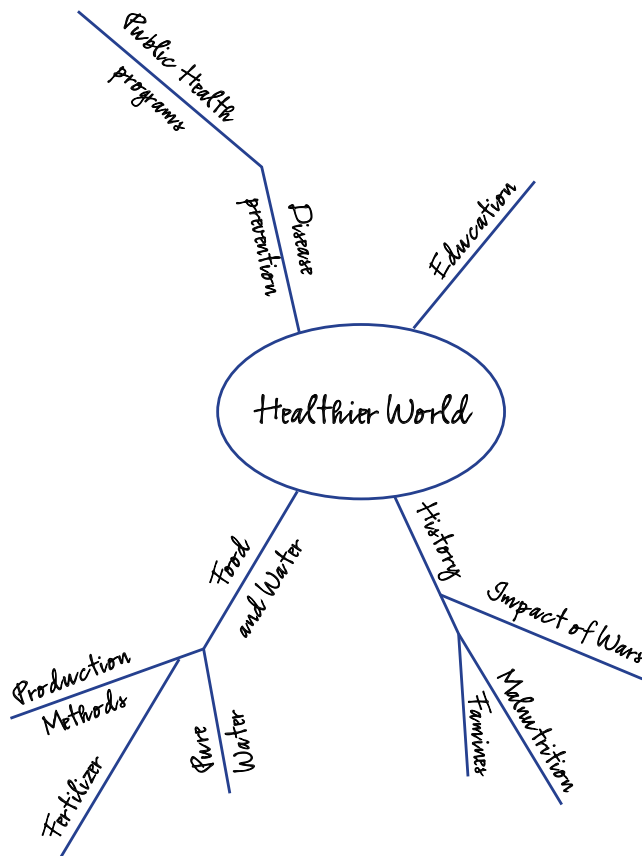 Public Health
programs
Disease
prevention
Education
Healthier World
Food
and Water
History
Impact of Wars
Production
Methods
Fertilizer
Pure
Water
Famines
Malnutrition